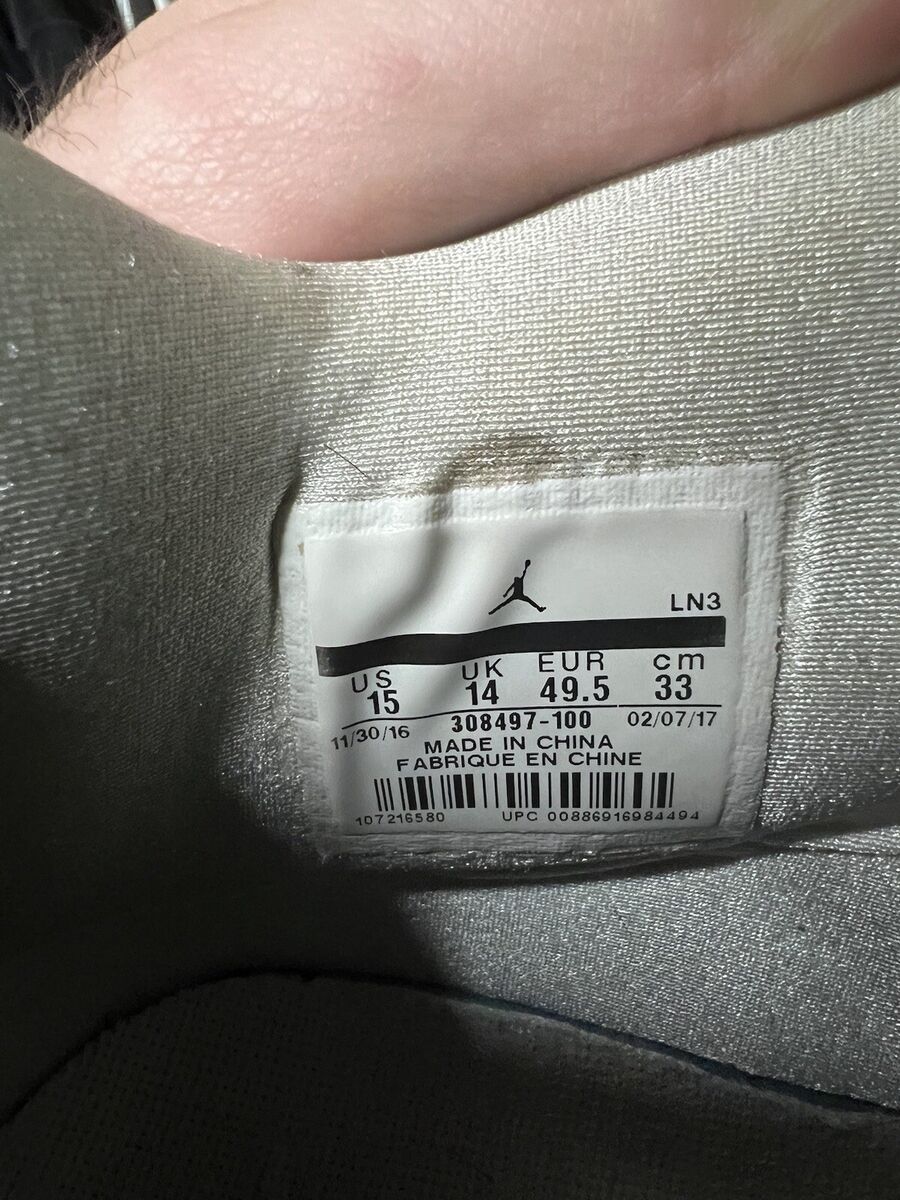 LN3
US UK EUR cm
15 14 49.5 33
11/30/16 308497-100 02/07/17
MADE IN CHINA
FABRIQUE EN CHINE
107216580 UPC 00886916984494